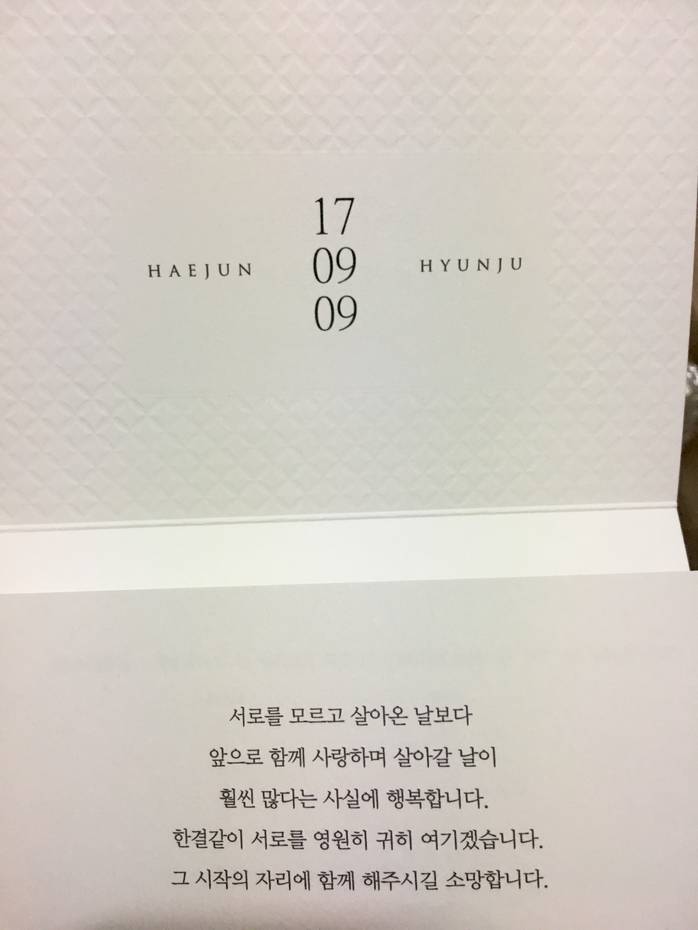 17
HAEJUN 09 HYUNJU
09
서로를 모르고 살아온 날보다
앞으로 함께 사랑하며 살아갈 날이
훨씬 많다는 사실에 행복합니다.
한결같이 서로를 영원히 귀히 여기겠습니다.
그 시작의 자리에 함께 해주시길 소망합니다.